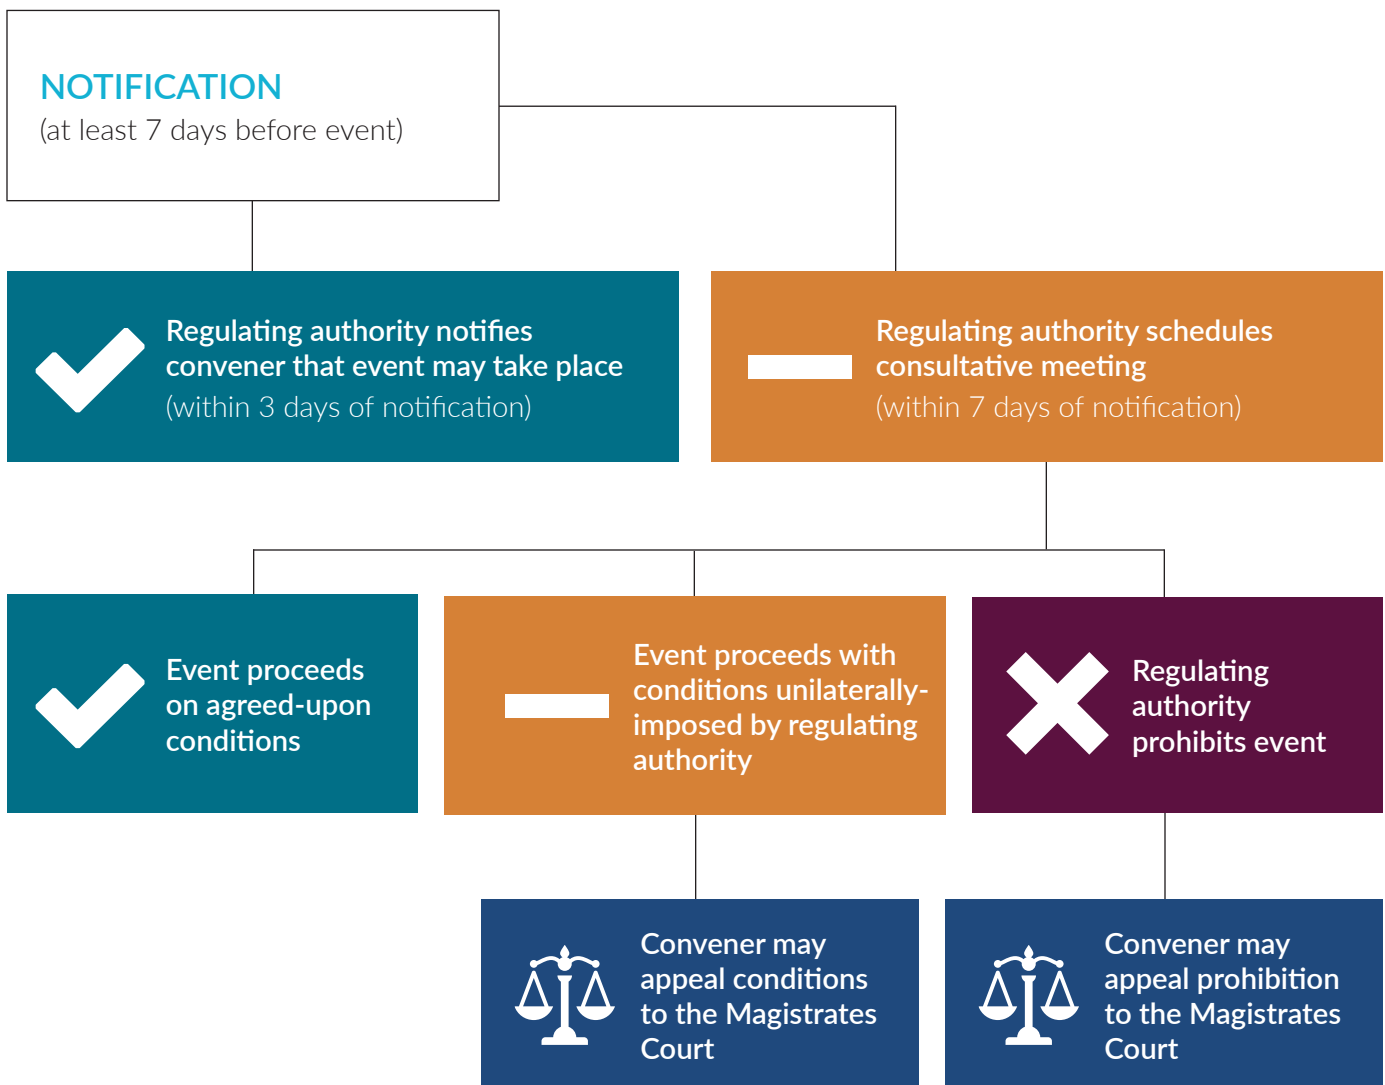 NOTIFICATION
(at least 7 days before event)
Regulating authority notifies
convener that event may take place
(within 3 days of notification)
Regulating authority schedules
consultative meeting
(within 7 days of notification)
Event proceeds
on agreed-upon
conditions
Event proceeds with
conditions unilaterally-
imposed by regulating
authority
Regulating
authority
prohibits event
Convener may
appeal conditions
to the Magistrates
Court
Convener may
appeal prohibition
to the Magistrates
Court